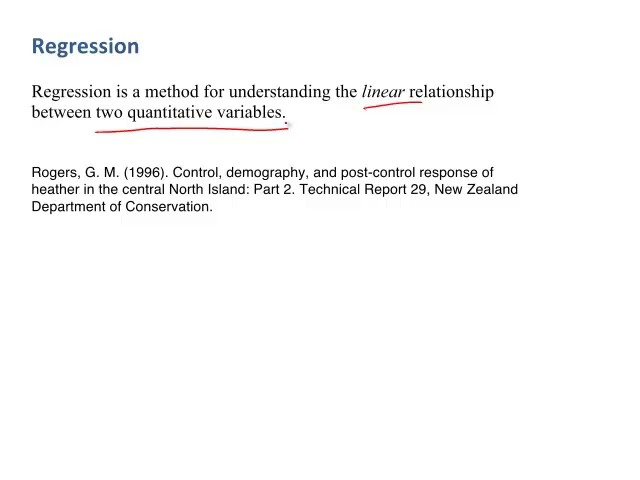 Regression
Regression is a method for understanding the linear relationship
between two quantitative variables.
Rogers, G. M. (1996). Control, demography, and post-control response of
heather in the central North Island: Part 2. Technical Report 29, New Zealand
Department of Conservation.